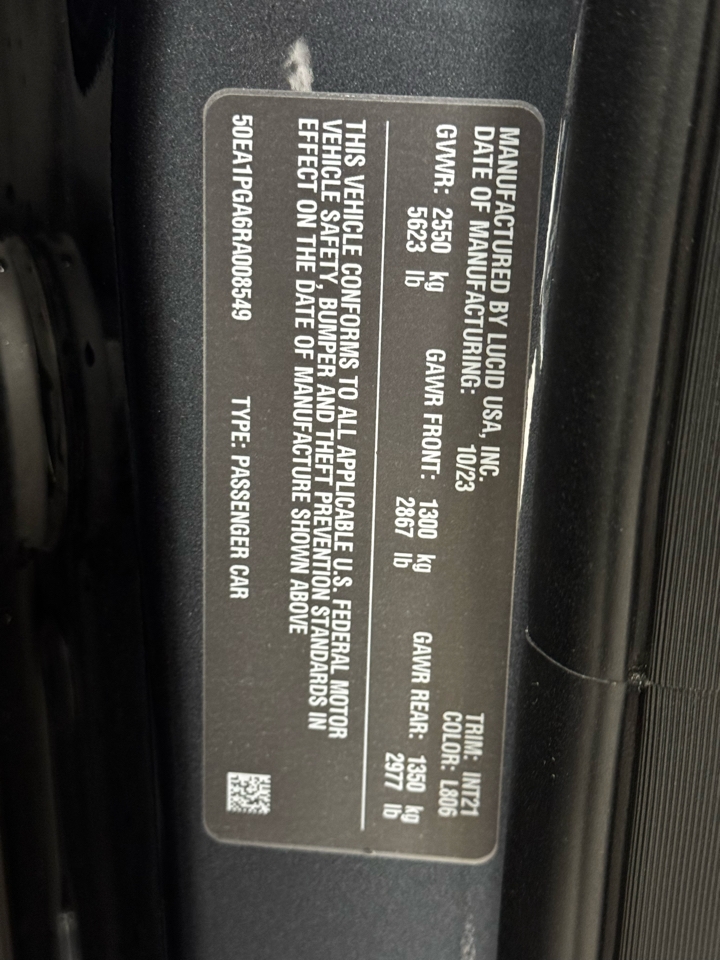 MANUFACTURED BY LUCID USA, INC.
DATE OF MANUFACTURING: 10/23
TRIM: INT21
COLOR: L806
GVWR: 2550 kg
5623 lb
GAWR FRONT: 1300 kg
2867 lb
GAWR REAR: 1350 kg
2977 lb
THIS VEHICLE CONFORMS TO ALL APPLICABLE U.S. FEDERAL MOTOR
VEHICLE SAFETY, BUMPER AND THEFT PREVENTION STANDARDS IN
EFFECT ON THE DATE OF MANUFACTURE SHOWN ABOVE
50EA1PGA6RA008549 TYPE: PASSENGER CAR